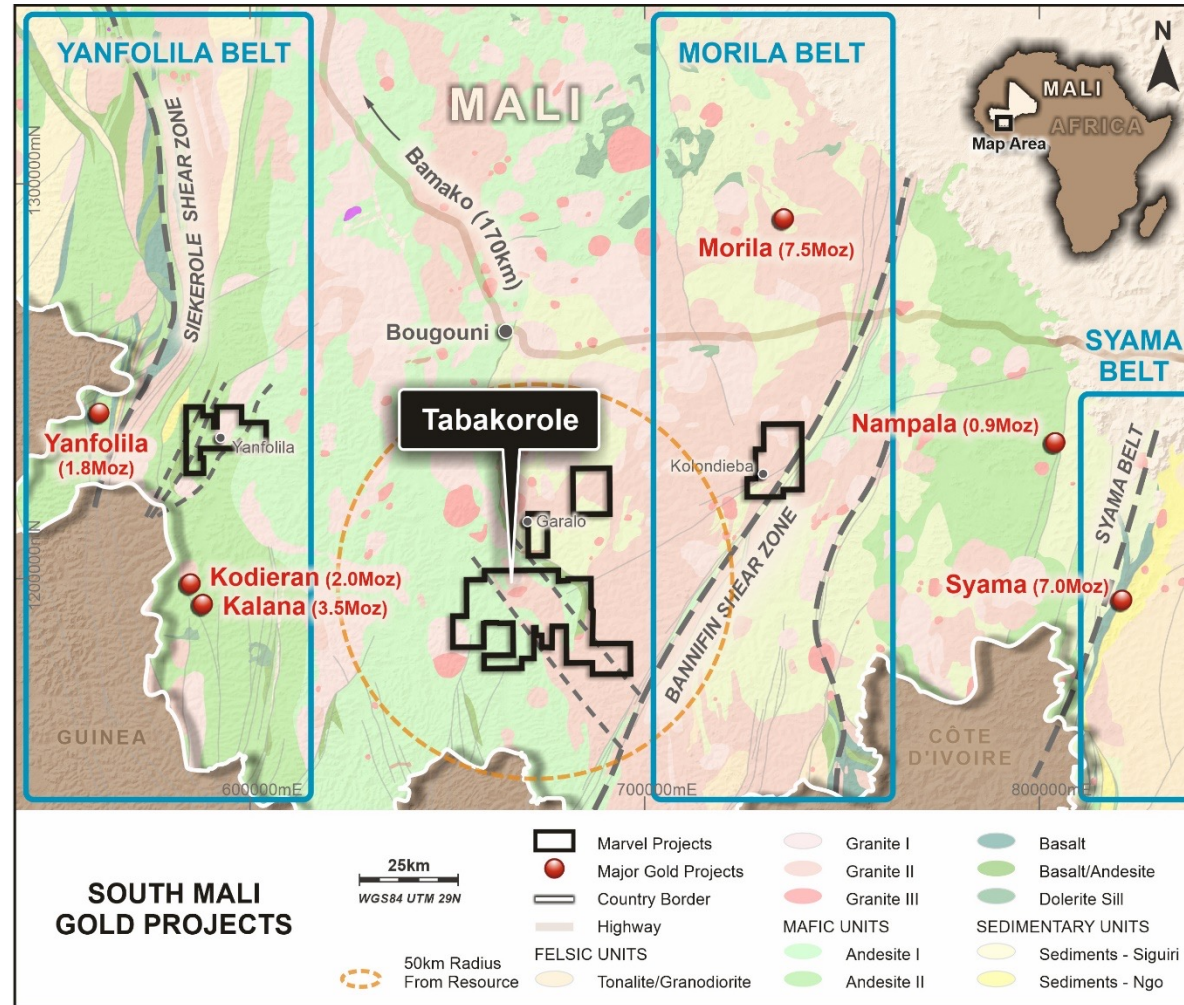 YANFOLILA BELT
MORILA BELT
N
MALI
MALI
AFRICA
Map Area
SIEKEROLE SHEAR ZONE
1300000mN
Bamako (170km)
Morila (7.5Moz)
Bougouni
SYAMA
BELT
Tabakorole
Yanfolila
(1.8Moz)
Yanfolila
Nampala (0.9Moz)
Kolondieba
SYAMA BELT
Garalo
BANNIFIN SHEAR ZONE
1200000mN
Kodieran (2.0Moz)
Kalana (3.5Moz)
Syama (7.0Moz)
GUINEA
CÔTE
D'IVOIRE
600000mE
700000mE
800000mE
SOUTH MALI
GOLD PROJECTS
25km
WGS84 UTM 29N
50km Radius
From Resource
Marvel Projects
Major Gold Projects
Country Border
Highway
FELSIC UNITS
Tonalite/Granodiorite
Granite I
Granite II
Granite III
MAFIC UNITS
Andesite I
Andesite II
Basalt
Basalt/Andesite
Dolerite Sill
SEDIMENTARY UNITS
Sediments - Siguiri
Sediments - Ngo